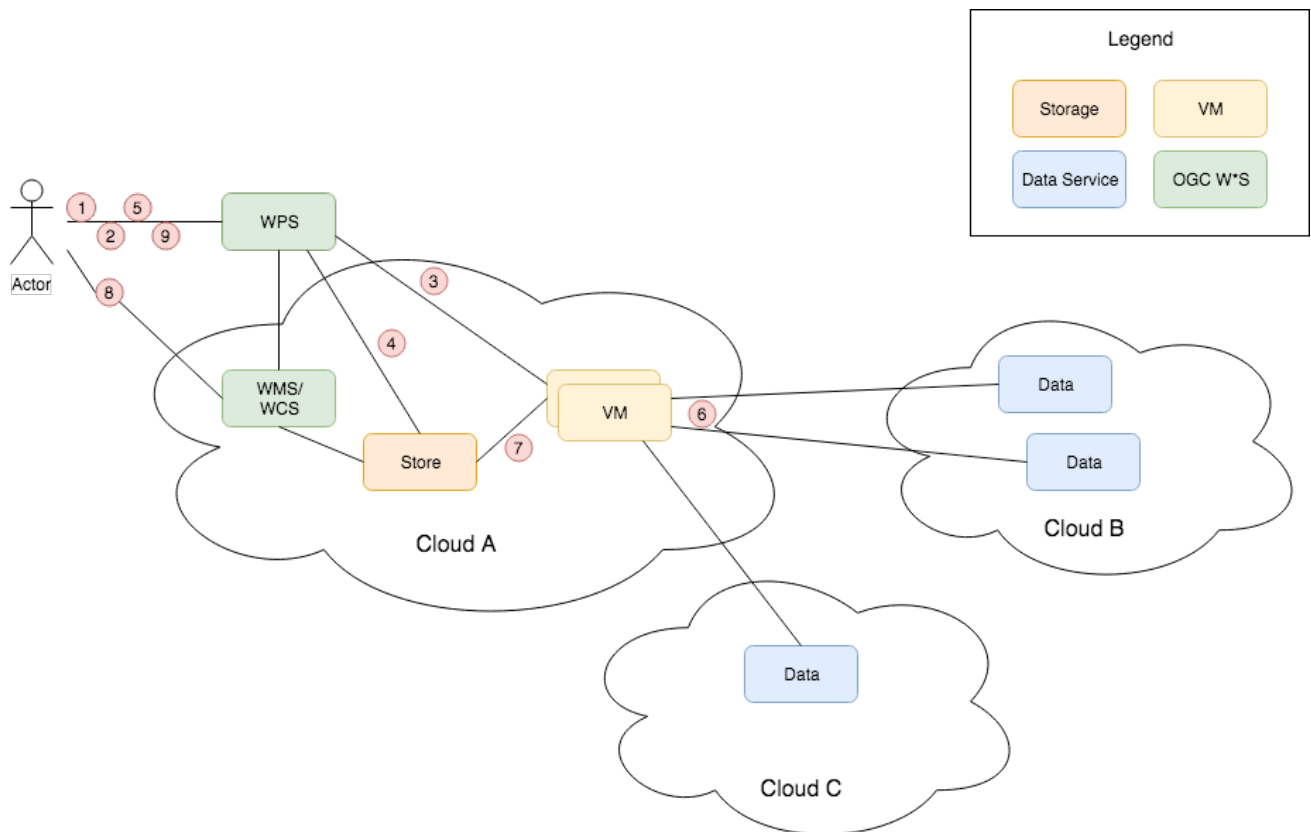 Legend
Storage
VM
Data Service
OGC W*S
1
5
2
9
WPS
Actor
8
3
4
WMS/
WCS
VM
6
7
Store
Cloud A
Data
Data
Cloud B
Data
Cloud C